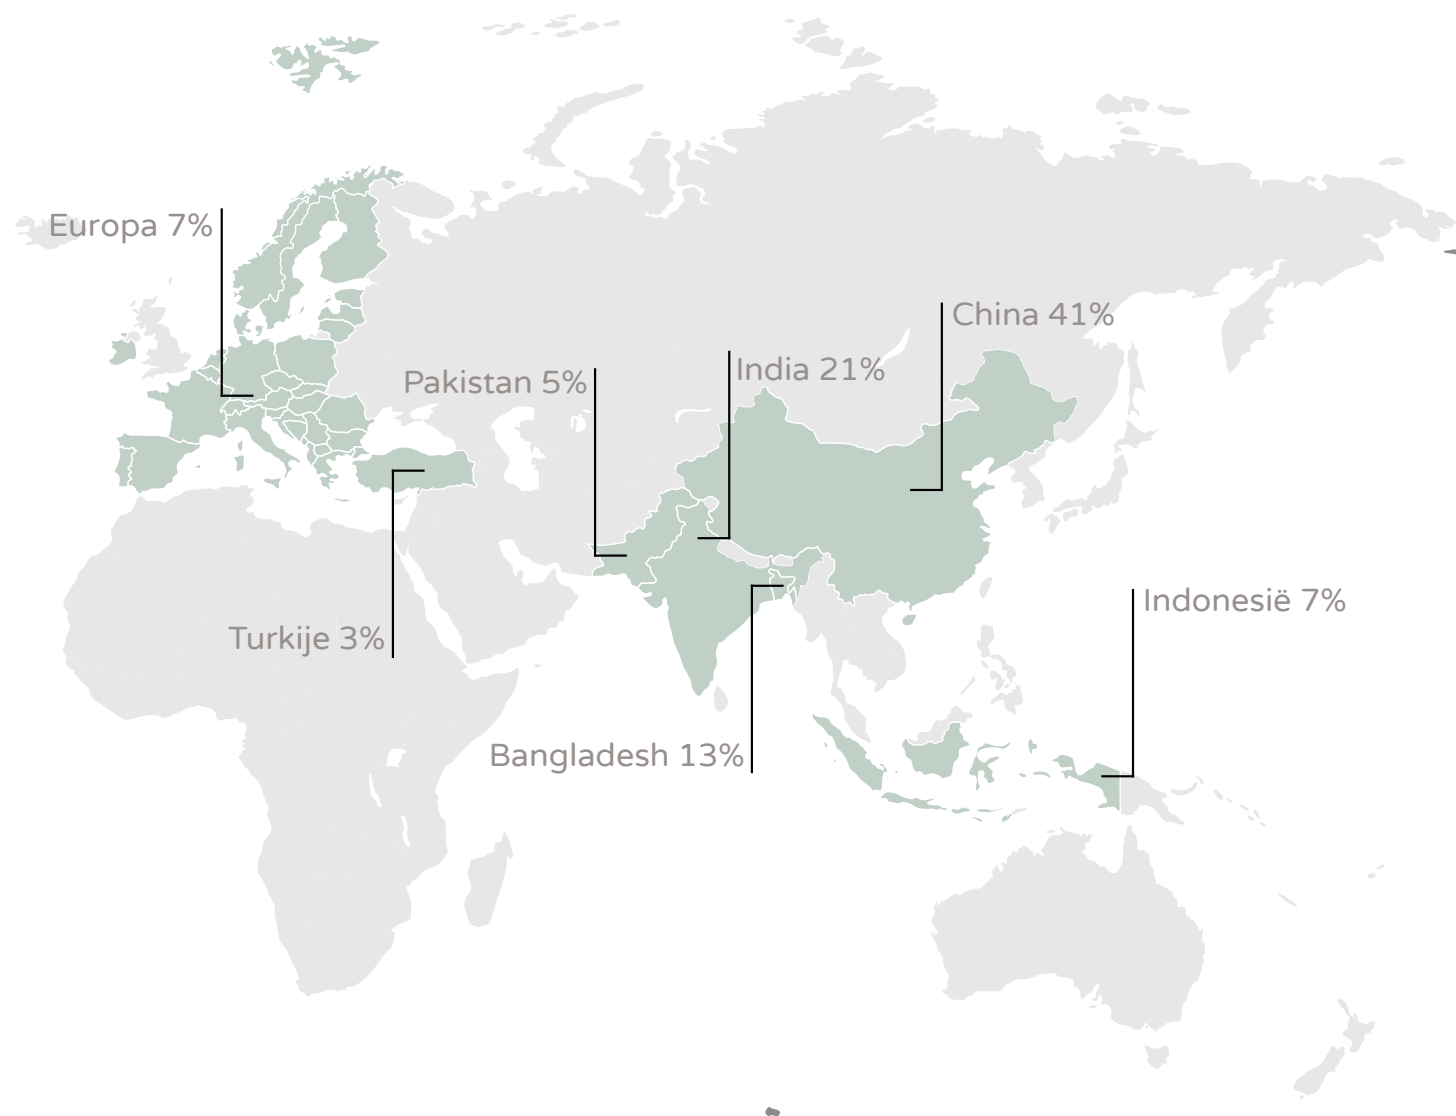 Europa 7%
China 41%
India 21%
Pakistan 5%
Indonesië 7%
Turkije 3%
Bangladesh 13%